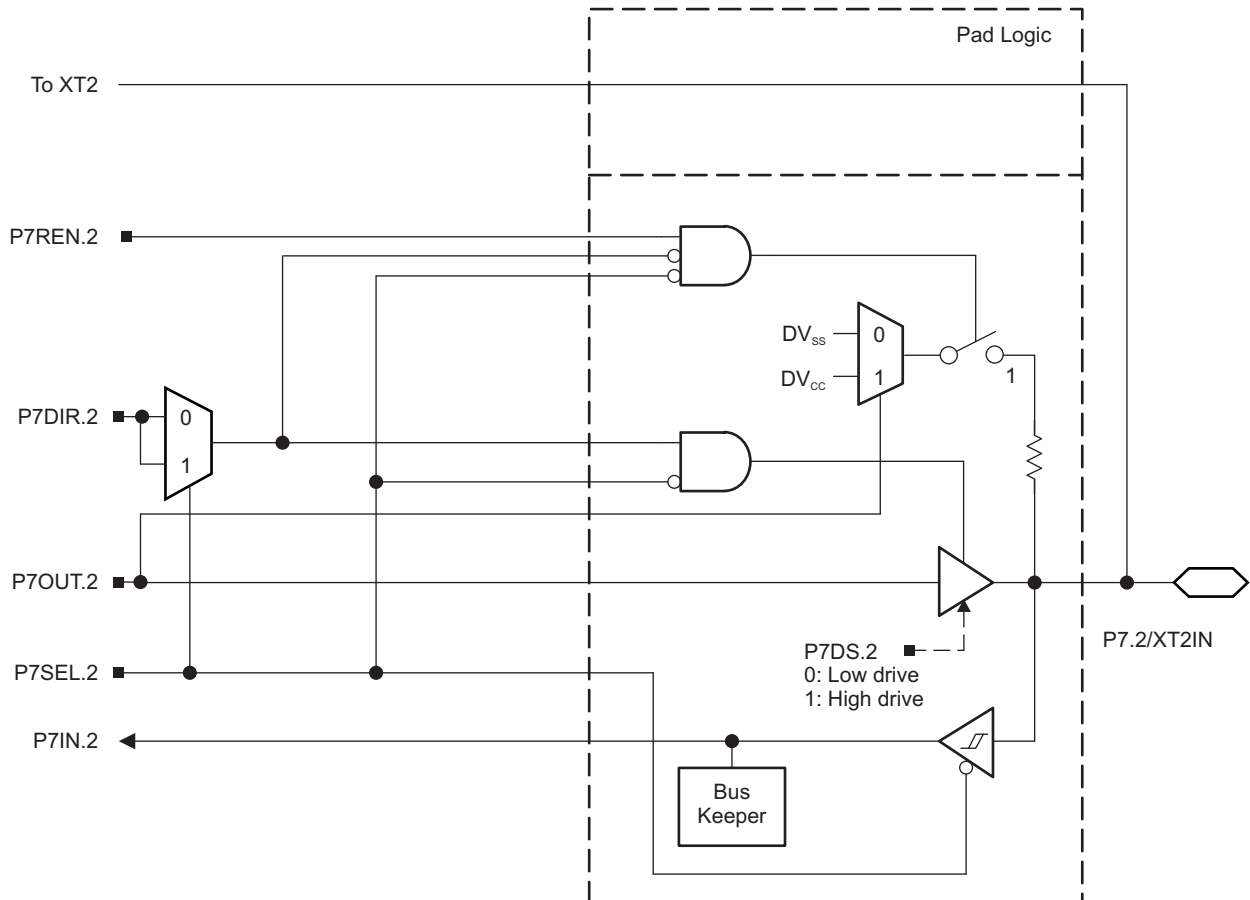 Pad Logic
To XT2
P7REN.2
DVSS
0
DVCC
1
1
P7DIR.2
0
1
P7OUT.2
P7SEL.2
P7DS.2
0: Low drive
1: High drive
P7.2/XT2IN
P7IN.2
Bus
Keeper